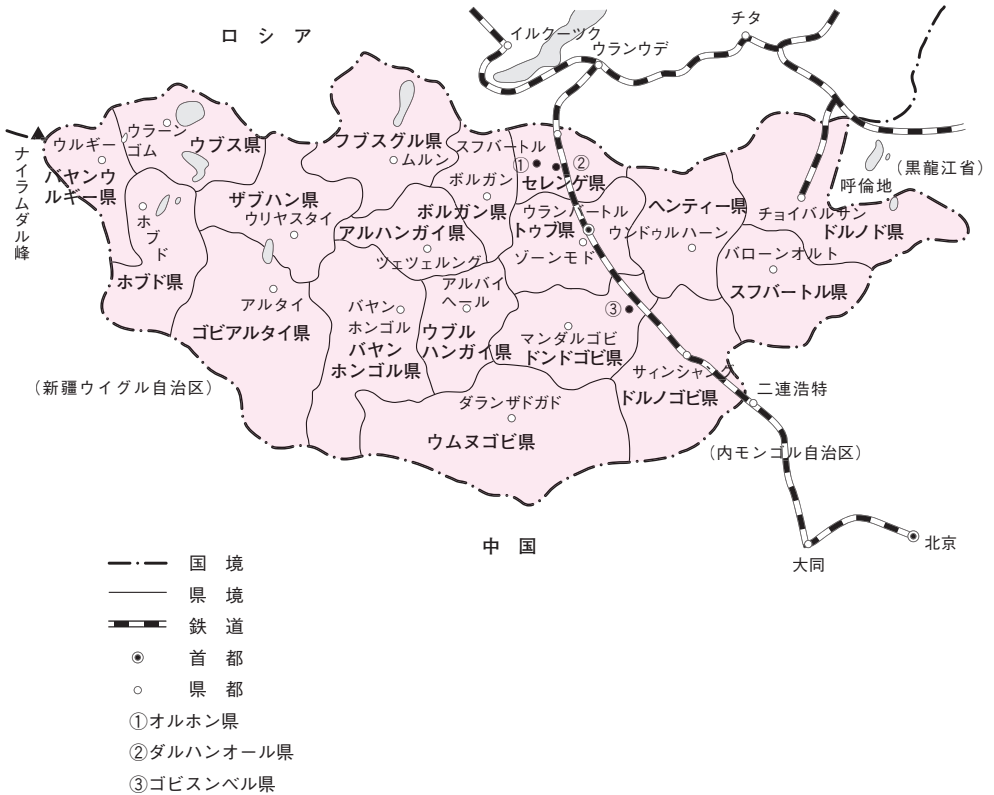 ロ シ ア
イルクーツク
チタ
ウランウデ
ナイラムダル峰
ウルギー
バヤンウ
ルギー県
ウラーン
ゴム
ウブス県
フブスグル県
ムルン
スフバートル
①
②
セレンゲ県
ボルガン
ボルガン県
ザブハン県
ウリヤスタイ
アルハンガイ県
ツェツェルレング
ウランバートル
トゥブ県
ゾーンモド
ヘンティー県
ウンドゥルハーン
チョイバルサン
ドルノド県
呼倫池
(黒龍江省)
バローンオルト
スフバートル県
ホブド
ホブド県
アルタイ
ゴビアルタイ県
バヤン
ホンゴル
バヤン
ホンゴル県
アルバイ
ヘール
ウブル
ハンガイ県
③
マンダルゴビ
ドンドゴビ県
サインシャンド
ドルノゴビ県
ダランザドガド
ウムヌゴビ県
(新疆ウイグル自治区)
二連浩特
(内モンゴル自治区)
中 国
北京
大同
国 境
県 境
鉄 道
首 都
県 都
①オルホン県
②ダルハンオール県
③ゴビスンベル県